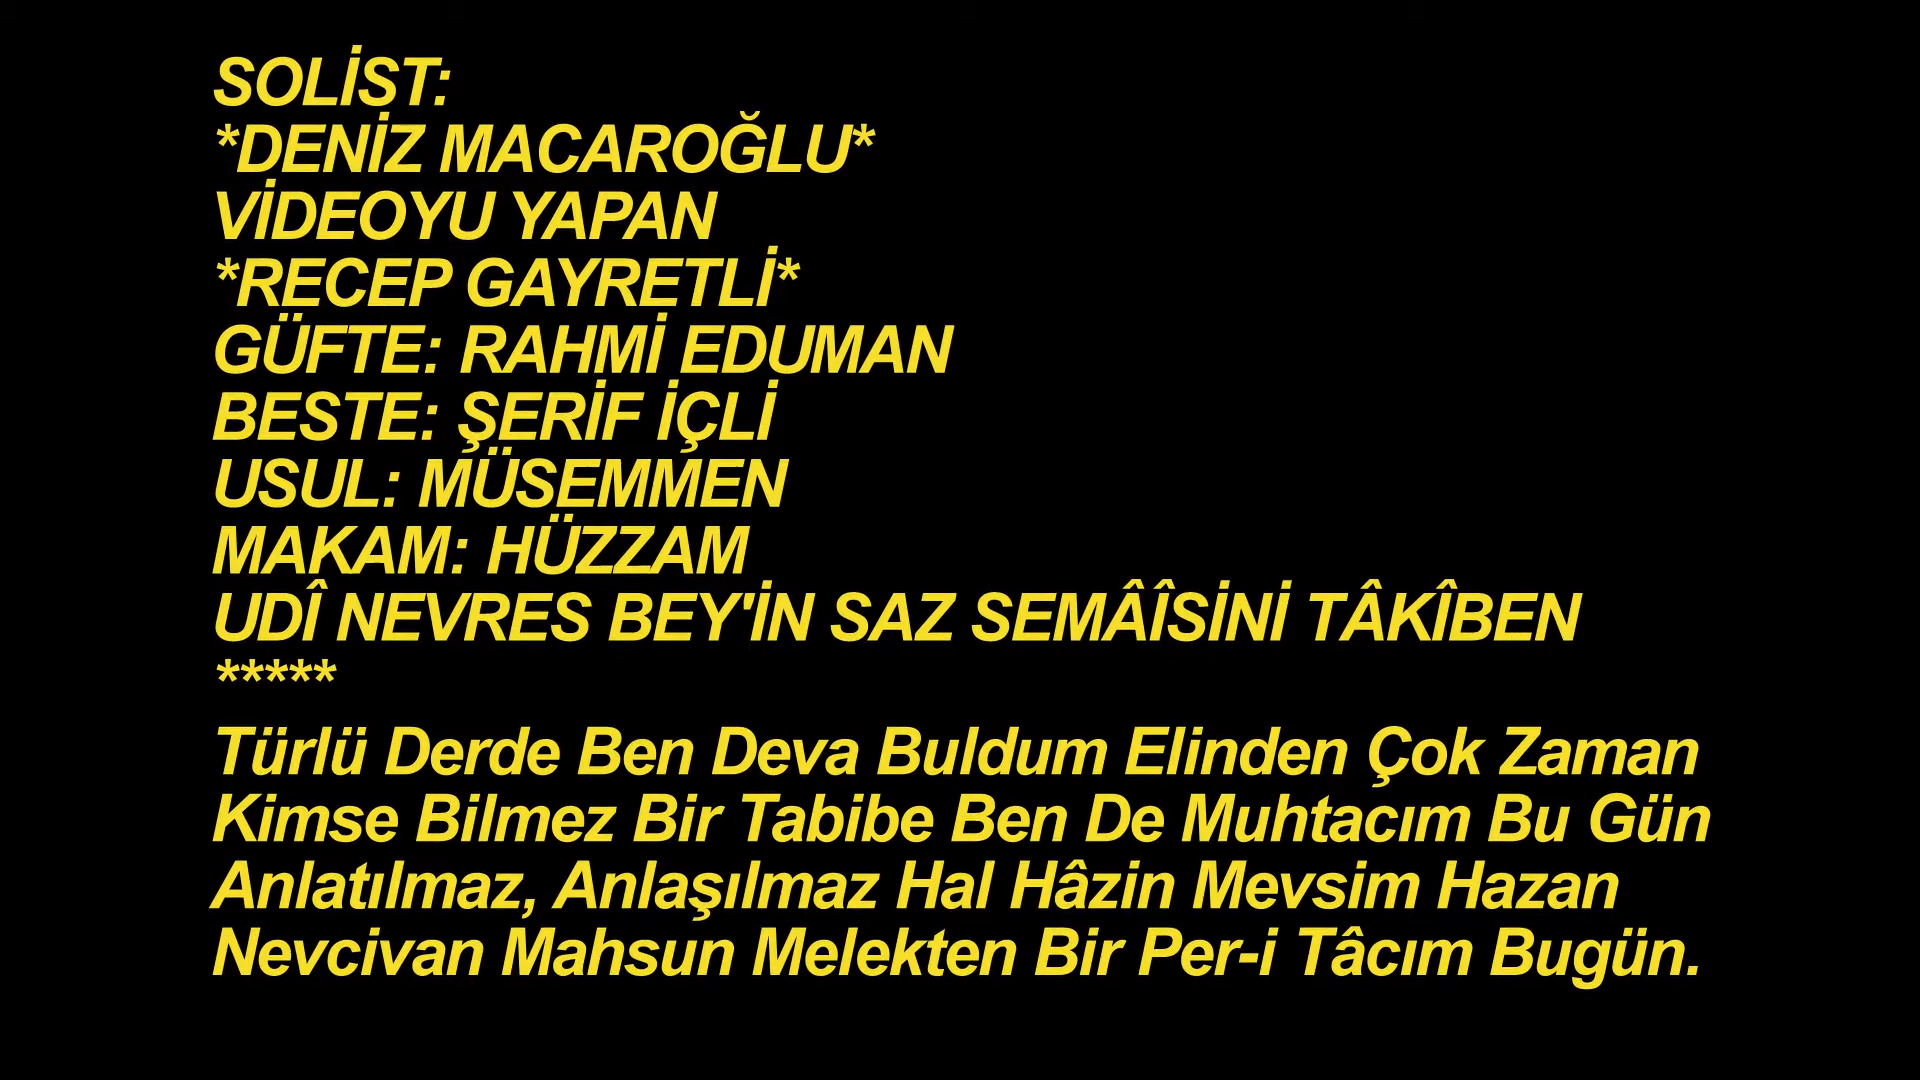 SOLİST:
*DENİZ MACAROĞLU*
VİDEOYU YAPAN
*RECEP GAYRETLİ*
GÜFTE: RAHMİ EDUMAN
BESTE: ŞERİF İÇLİ
USUL: MÜSEMMEN
MAKAM: HÜZZAM
UDÎ NEVRES BEY'İN SAZ SEMÂÎSİNİ TÂKÎBEN
*****
Türlü Derde Ben Deva Buldum Elinden Çok Zaman
Kimse Bilmez Bir Tabibe Ben De Muhtacım Bu Gün
Anlatılmaz, Anlaşılmaz Hal Hâzin Mevsim Hazan
Nevcivan Mahsun Melekten Bir Per-i Tâcım Bugün.